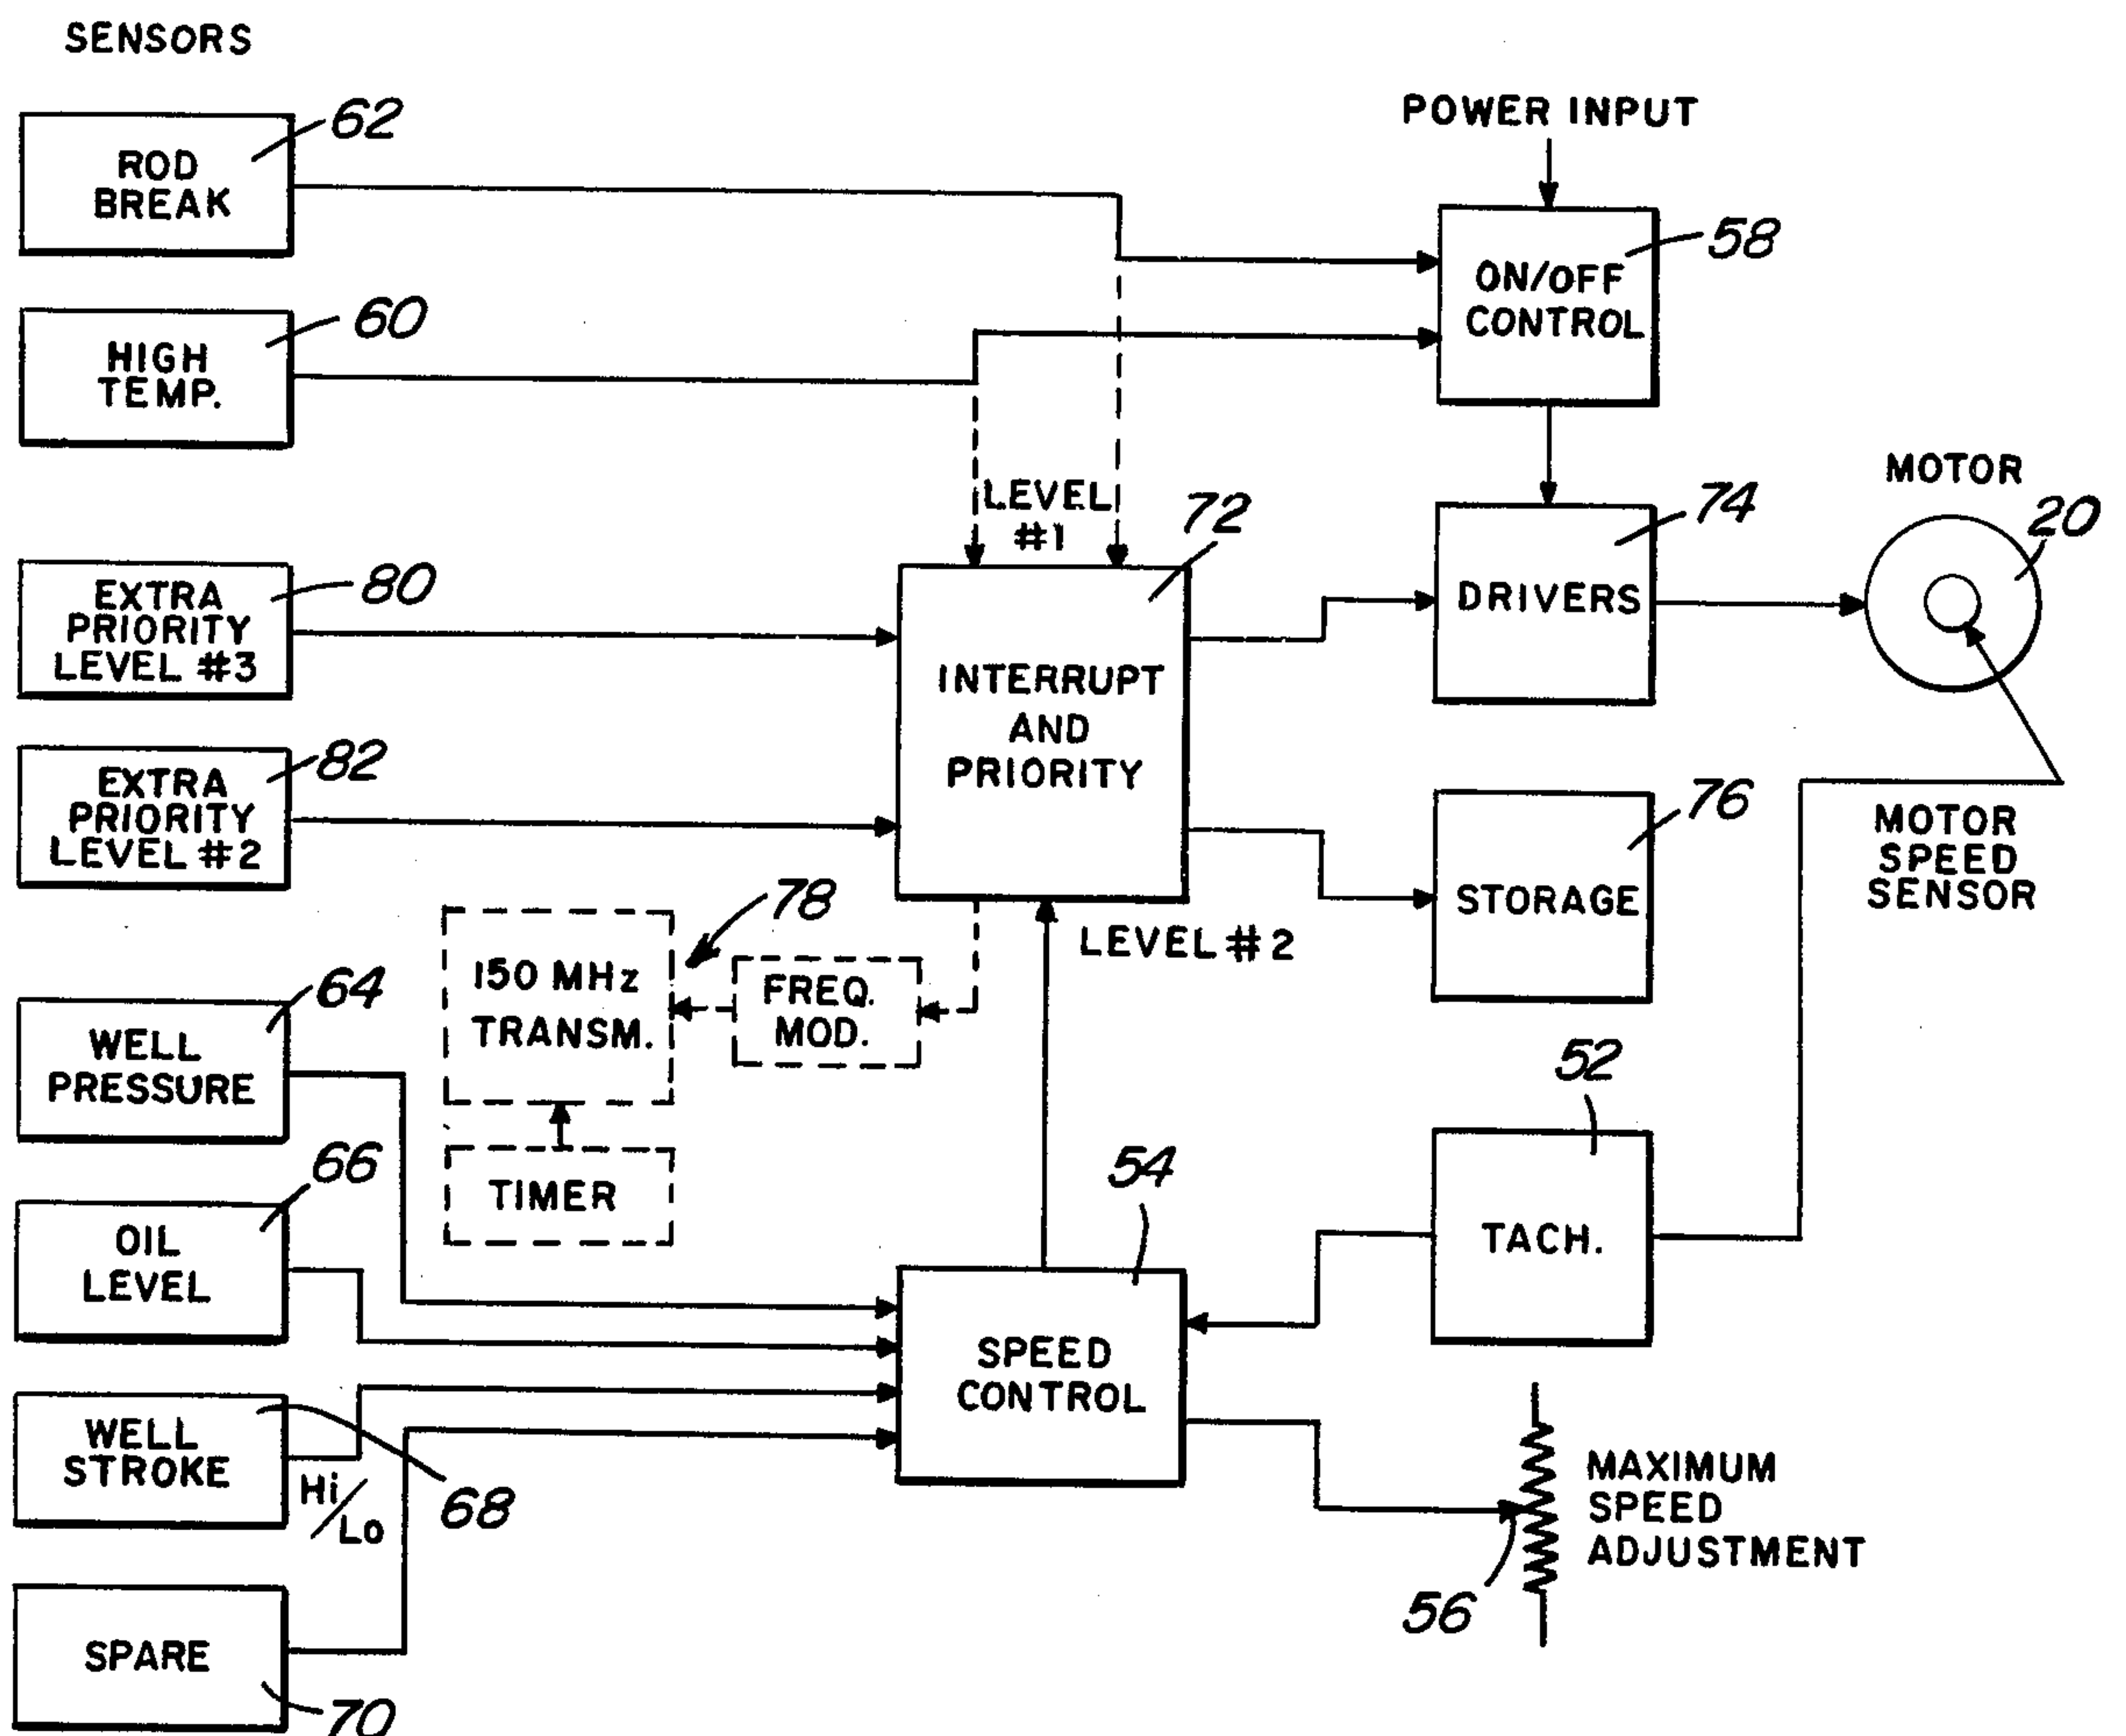 SENSORS
ROD
BREAK
62
HIGH
TEMP.
60
EXTRA
PRIORITY
LEVEL #3
80
EXTRA
PRIORITY
LEVEL #2
82
WELL
PRESSURE
64
OIL
LEVEL
66
WELL
STROKE
68
Hi/
Lo
SPARE
70
150 MHz
TRANSM.
78
FREQ.
MOD.
TIMER
LEVEL
#1
72
INTERRUPT
AND
PRIORITY
LEVEL #2
54
SPEED
CONTROL
POWER INPUT
ON/OFF
CONTROL
58
DRIVERS
74
MOTOR
20
STORAGE
76
MOTOR
SPEED
SENSOR
52
TACH.
MAXIMUM
SPEED
ADJUSTMENT
56